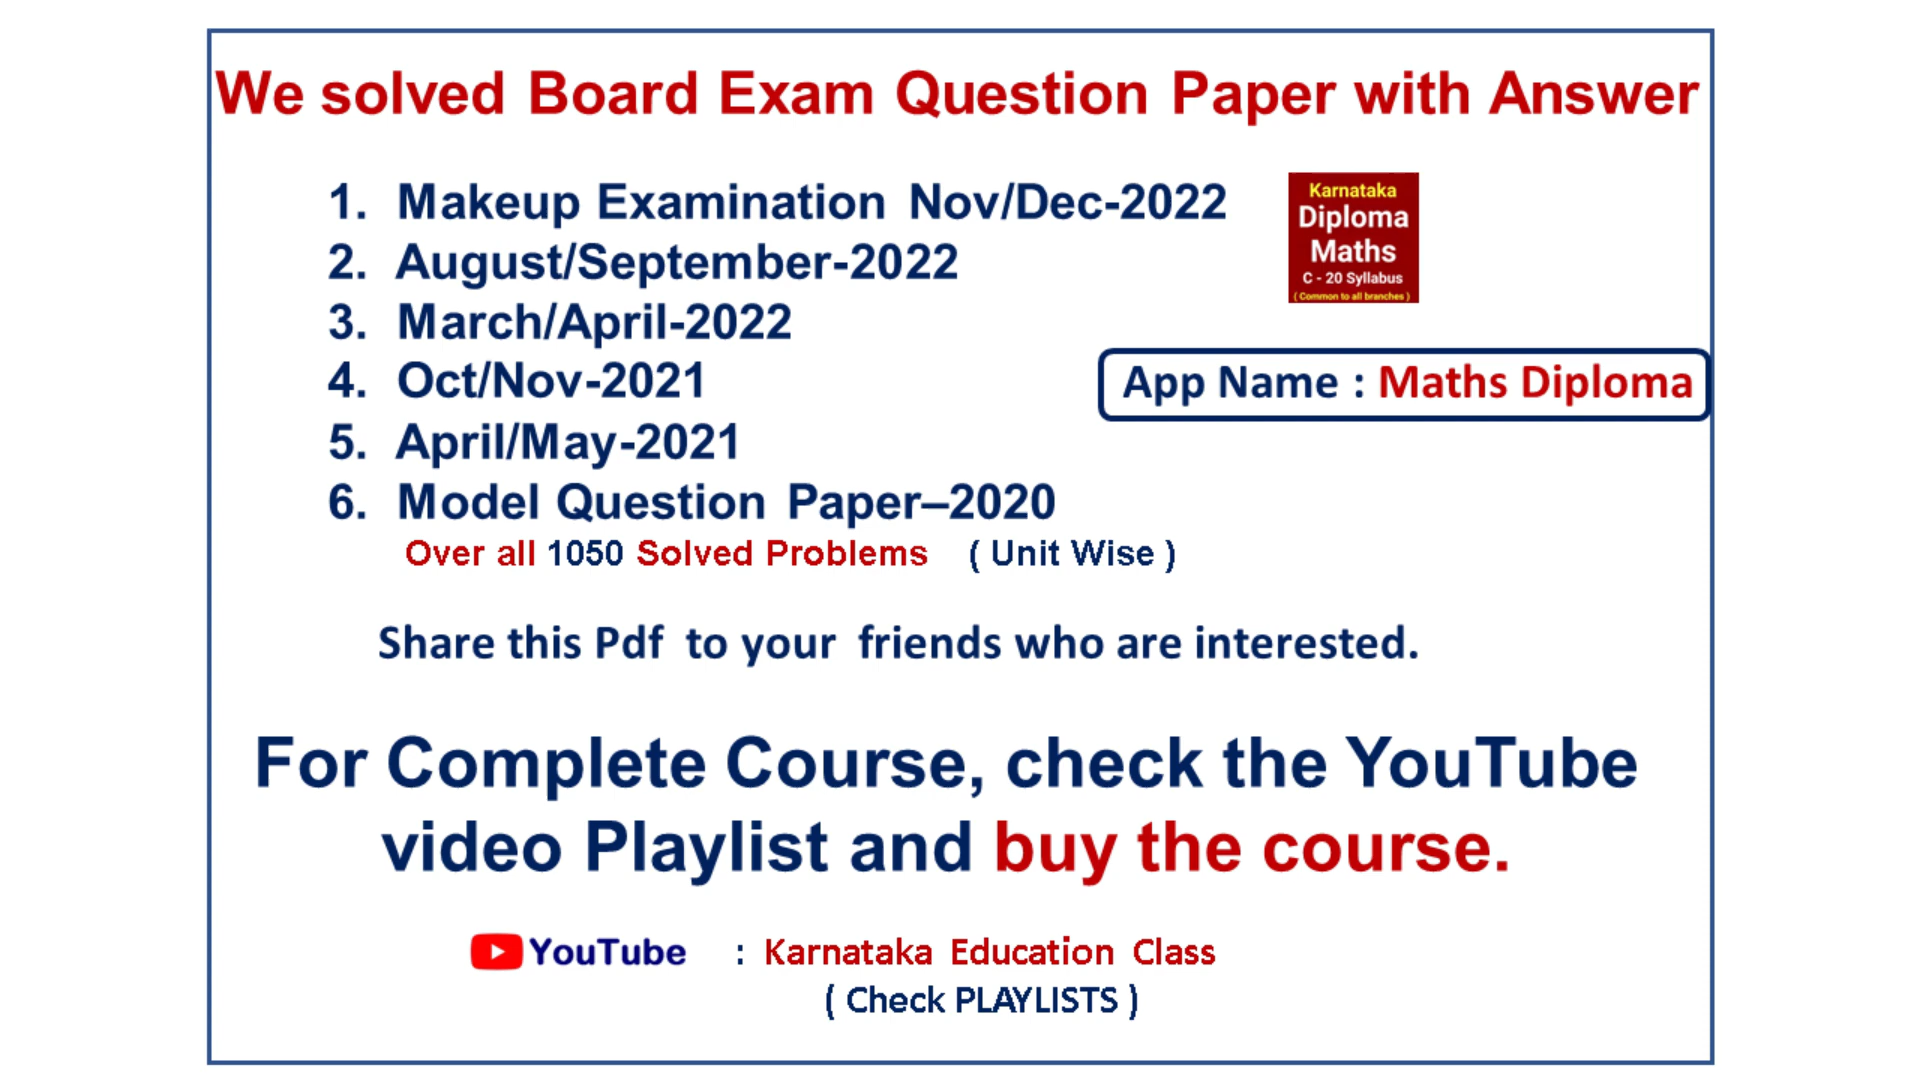 We solved Board Exam Question Paper with Answer
1. Makeup Examination Nov/Dec-2022
2. August/September-2022
3. March/April-2022
4. Oct/Nov-2021
5. April/May-2021
6. Model Question Paper–2020
Over all 1050 Solved Problems ( Unit Wise )
Karnataka
Diploma
Maths
C - 20 Syllabus
( Common to all branches )
App Name : Maths Diploma
Share this Pdf to your friends who are interested.
For Complete Course, check the YouTube
video Playlist and buy the course.
YouTube : Karnataka Education Class
( Check PLAYLISTS )